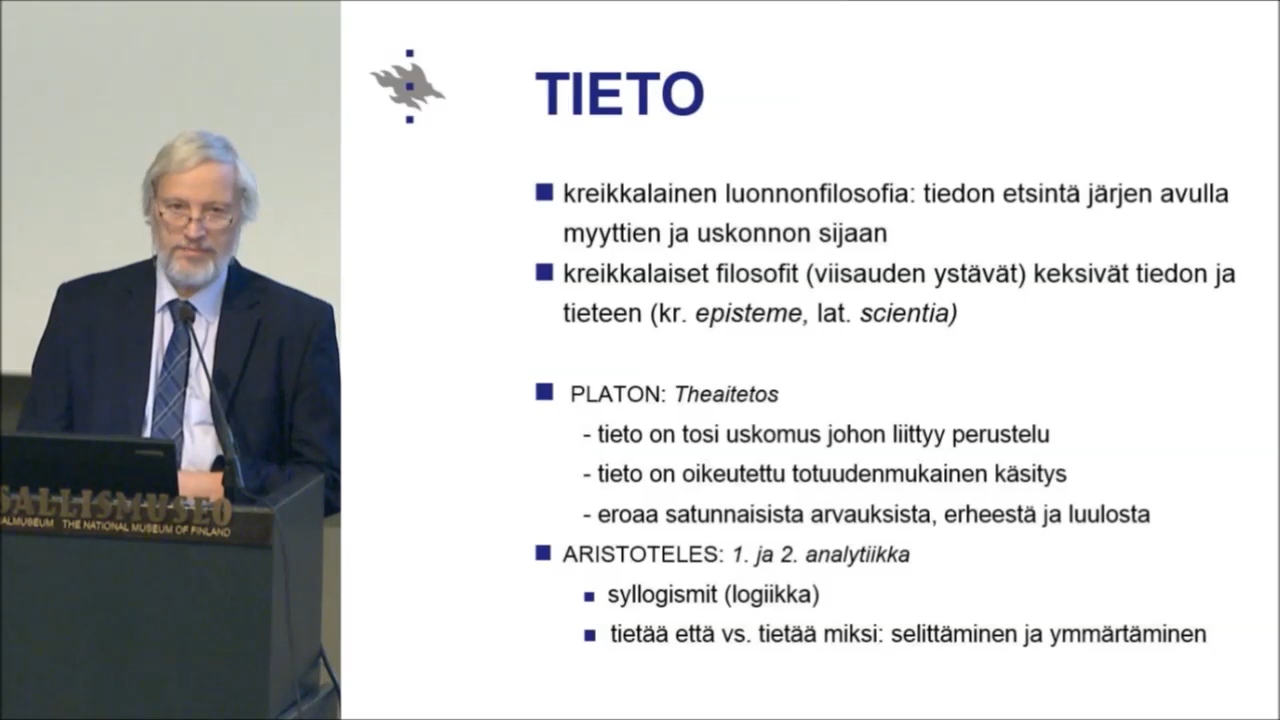 TIETO
■ kreikkalainen luonnonfilosofia: tiedon etsintä järjen avulla
myyttien ja uskonnon sijaan
■ kreikkalaiset filosofit (viisauden ystävät) keksivät tiedon ja
tieteen (kr. episteme, lat. scientia)
■ PLATON: Theaitetos
- tieto on tosi uskomus johon liittyy perustelu
- tieto on oikeutettu totuudenmukainen käsitys
- eroaa satunnaisista arvauksista, erheestä ja luulosta
■ ARISTOTELES: 1. ja 2. analytiikka
■ syllogismit (logiikka)
■ tietää että vs. tietää miksi: selittäminen ja ymmärtäminen
SALLISMUSEO
ALMUSEUM THE NATIONAL MUSEUM OF FINLAND